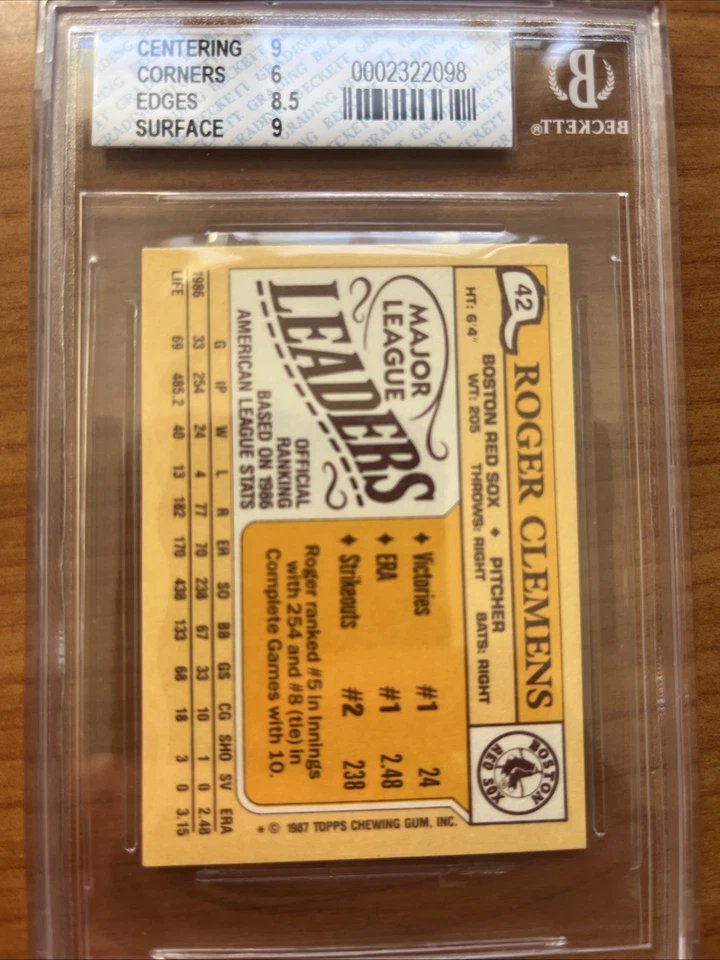 CENTERING 9
CORNERS 6
EDGES 8.5
SURFACE 9
0002322098
BECKETT GRADING
B
BECKETT®
42
ROGER CLEMENS
BOSTON RED SOX ♦ PITCHER
HT: 6'4" WT: 205 THROWS: RIGHT BATS: RIGHT
BOSTON
RED SOX
MAJOR
LEAGUE
LEADERS
OFFICIAL
RANKING
BASED ON 1986
AMERICAN LEAGUE STATS
♦ Victories #1 24
♦ ERA #1 2.48
♦ Strikeouts #2 238
Roger ranked #5 in Innings
with 254 and #8 (tie) in
Complete Games with 10.
* © 1987 TOPPS CHEWING GUM, INC.
G IP W L R ER SO BB GS CG SHO SV ERA
1986 33 254 24 4 77 70 238 67 33 10 1 0 2.48
LIFE 69 485.2 40 13 182 170 438 133 68 18 3 0 3.15